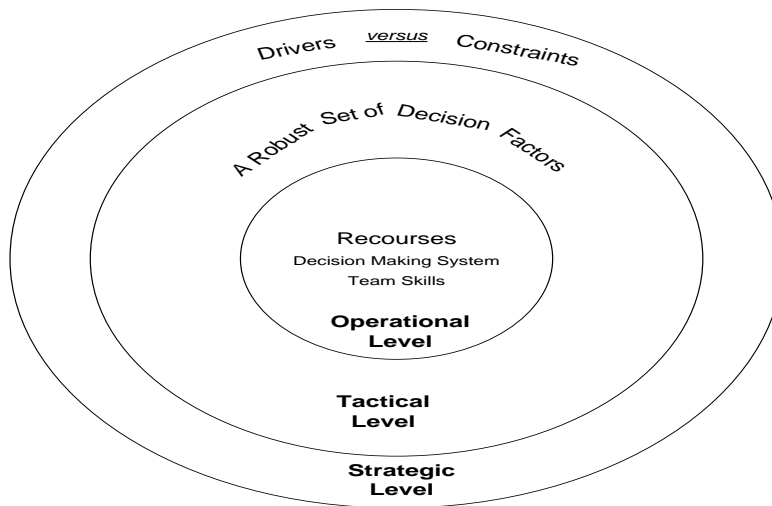 Drivers versus Constraints
A Robust Set of Decision Factors
Recourses
Decision Making System
Team Skills
Operational
Level
Tactical
Level
Strategic
Level